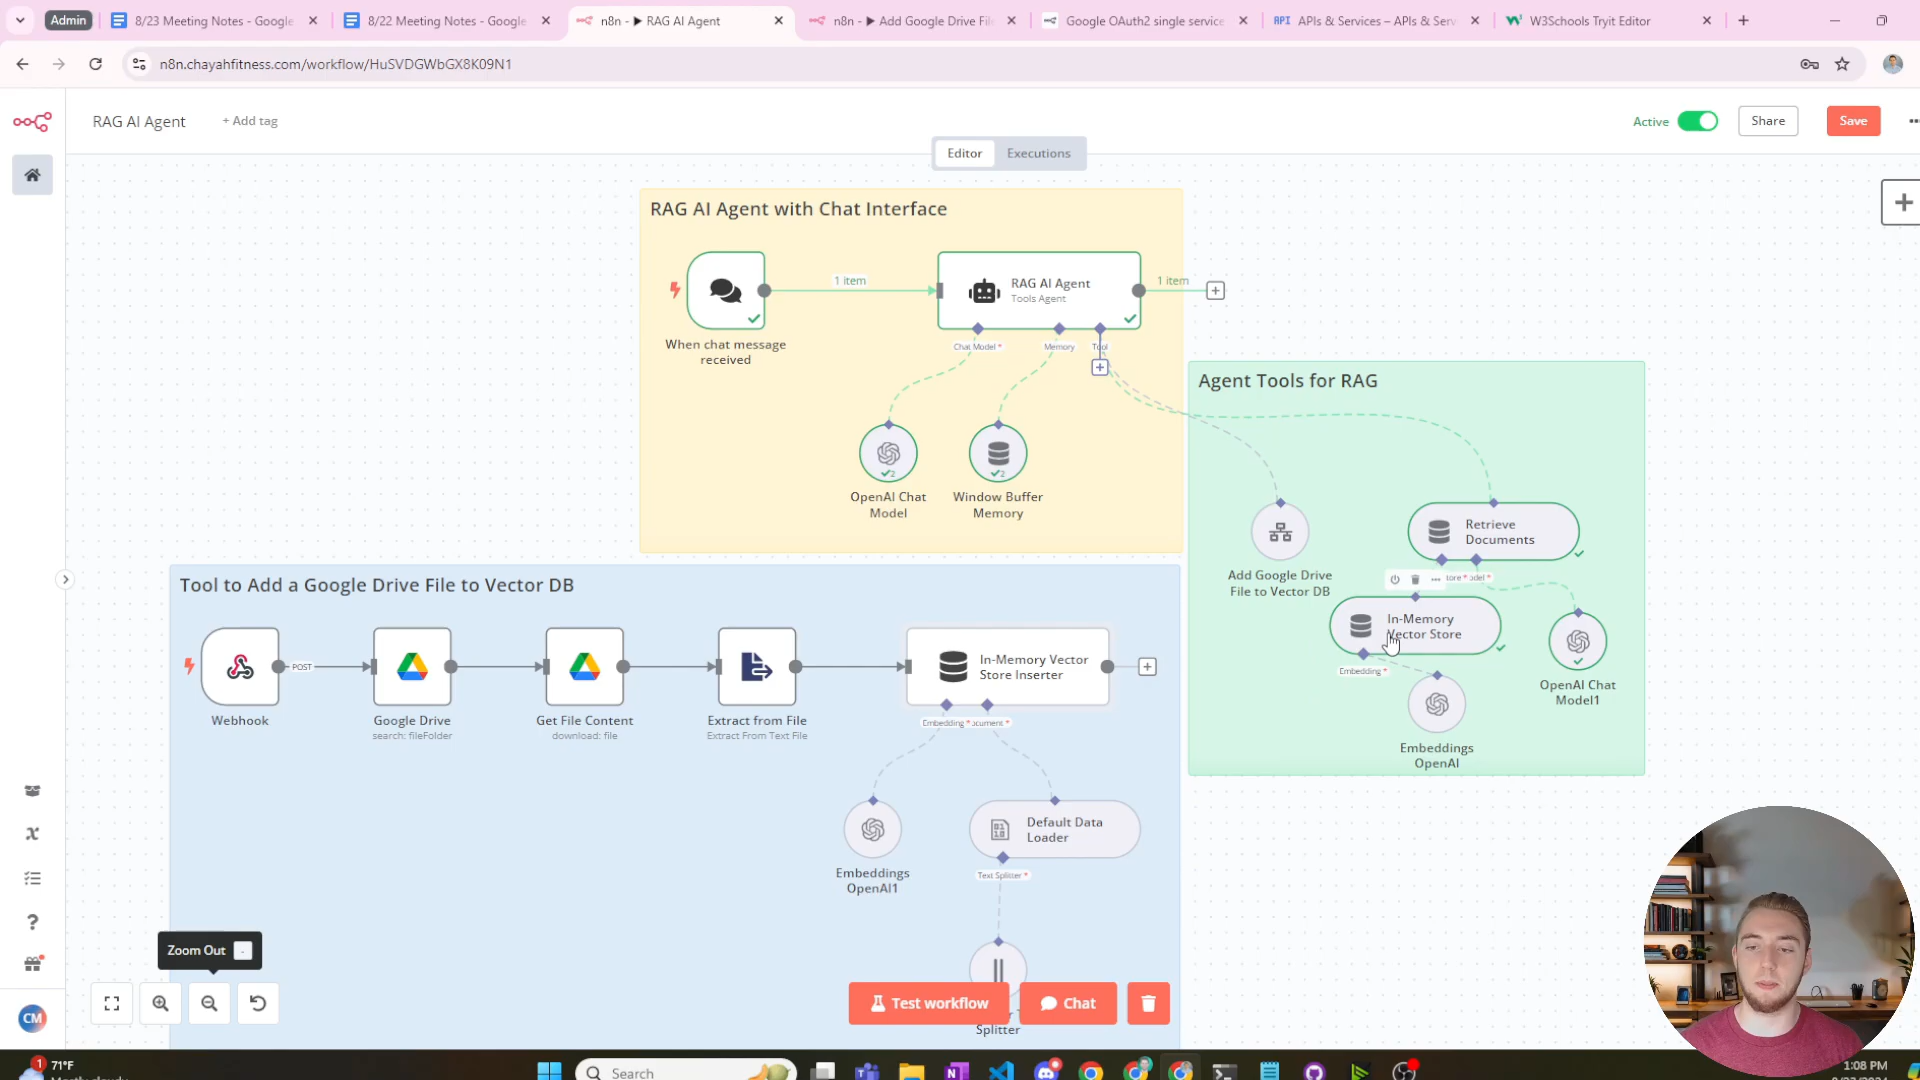 Admin
8/23 Meeting Notes - Google
8/22 Meeting Notes - Google
n8n - ▶ RAG AI Agent
n8n - ▶ Add Google Drive File
Google OAuth2 single service
API APIs & Services – APIs & Serv
W3Schools Tryit Editor
n8n.chayahfitness.com/workflow/HuSVDGWbGX8K09N1
RAG AI Agent
+ Add tag
Active
Share
Save
Editor
Executions
RAG AI Agent with Chat Interface
1 item
RAG AI Agent
Tools Agent
1 item
When chat message
received
Chat Model *
Memory
Tool
OpenAI Chat
Model
Window Buffer
Memory
Agent Tools for RAG
Retrieve
Documents
Add Google Drive
File to Vector DB
In-Memory
Vector Store
Embedding *
OpenAI Chat
Model1
Embeddings
OpenAI
Tool to Add a Google Drive File to Vector DB
POST
Webhook
Google Drive
search: fileFolder
Get File Content
download: file
Extract from File
Extract From Text File
In-Memory Vector
Store Inserter
Embedding *
Embeddings
OpenAI1
Default Data
Loader
Text Splitter *
Splitter
Zoom Out -
Test workflow
Chat
CM
1
71°F
Mostly cloudy
Search
1:08 PM